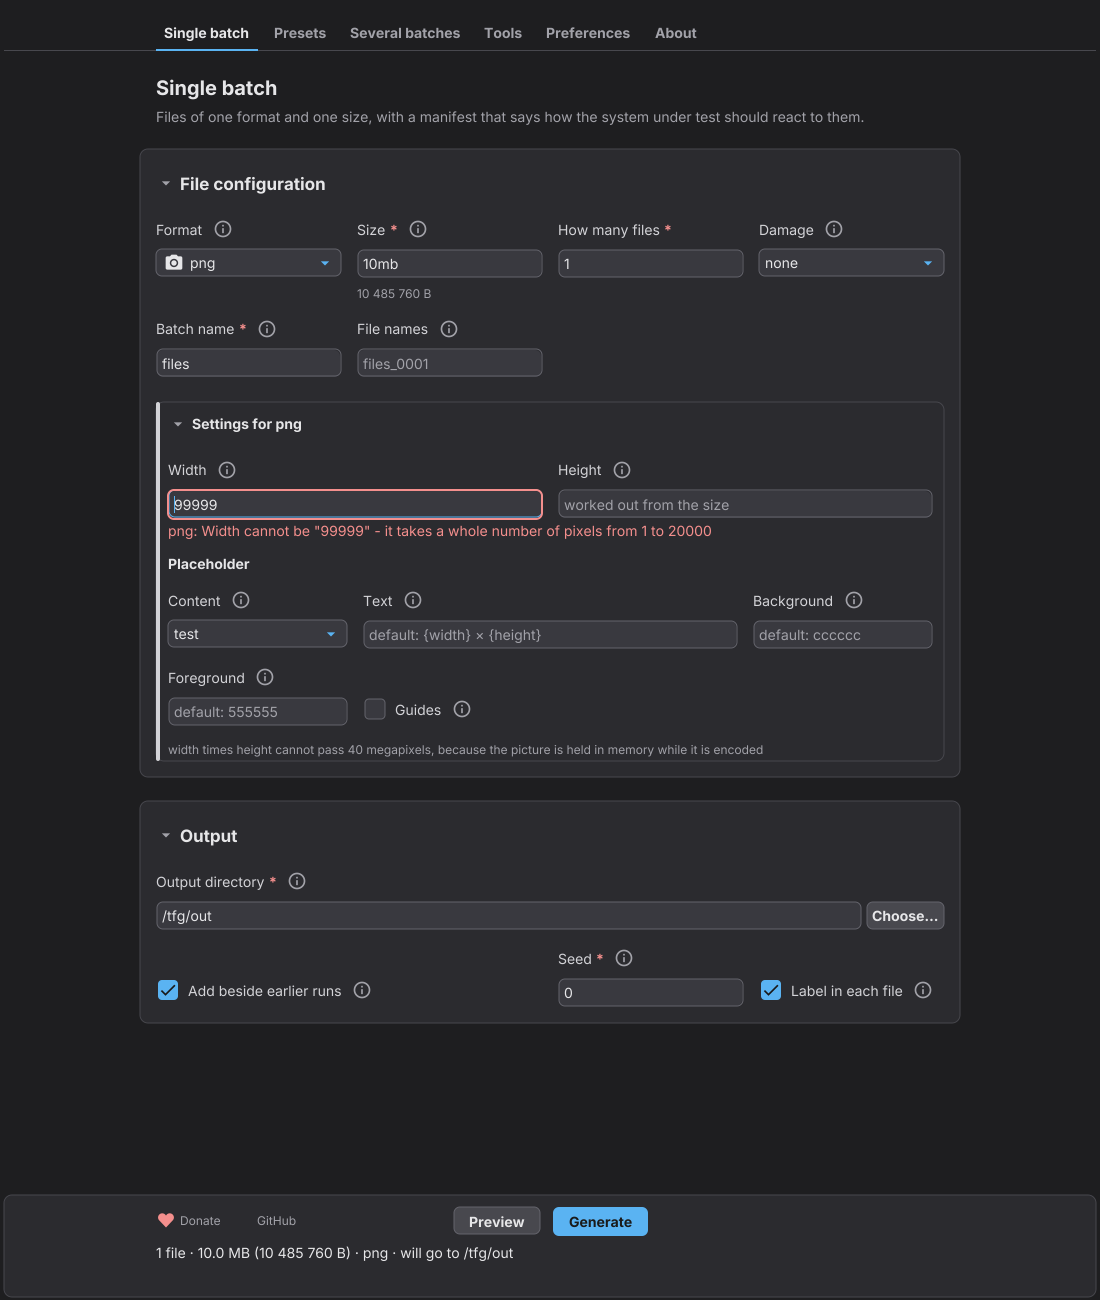 Single batch Presets Several batches Tools Preferences About
Single batch
Files of one format and one size, with a manifest that says how the system under test should react to them.
File configuration
Format Size * How many files * Damage
png 10mb 1 none
10 485 760 B
Batch name * File names
files files_0001
Settings for png
Width Height
99999 worked out from the size
png: Width cannot be "99999" - it takes a whole number of pixels from 1 to 20000
Placeholder
Content Text Background
test default: {width} × {height} default: cccccc
Foreground
default: 555555 Guides
width times height cannot pass 40 megapixels, because the picture is held in memory while it is encoded
Output
Output directory *
/tfg/out Choose...
Seed *
Add beside earlier runs 0 Label in each file
Donate GitHub Preview Generate
1 file · 10.0 MB (10 485 760 B) · png · will go to /tfg/out